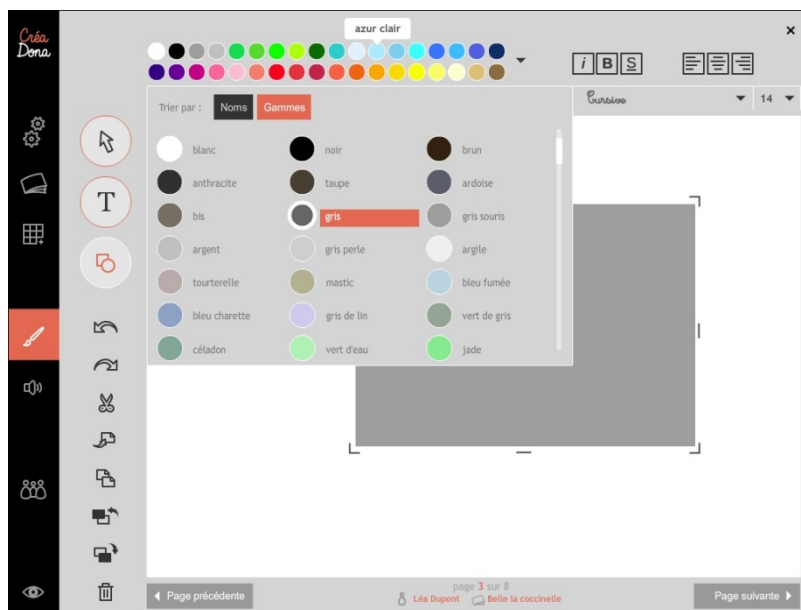 Créa
Dona
azur clair
×
i B S
Trier par : Noms Gammes
Cursive 14
blanc noir brun
anthracite taupe ardoise
T
bis gris gris souris
argent gris perle argile
tourterelle mastic bleu fumée
bleu charette gris de lin vert de gris
céladon vert d'eau jade
Page précédente
page 3 sur 8
Léa Dupont Belle la coccinelle
Page suivante